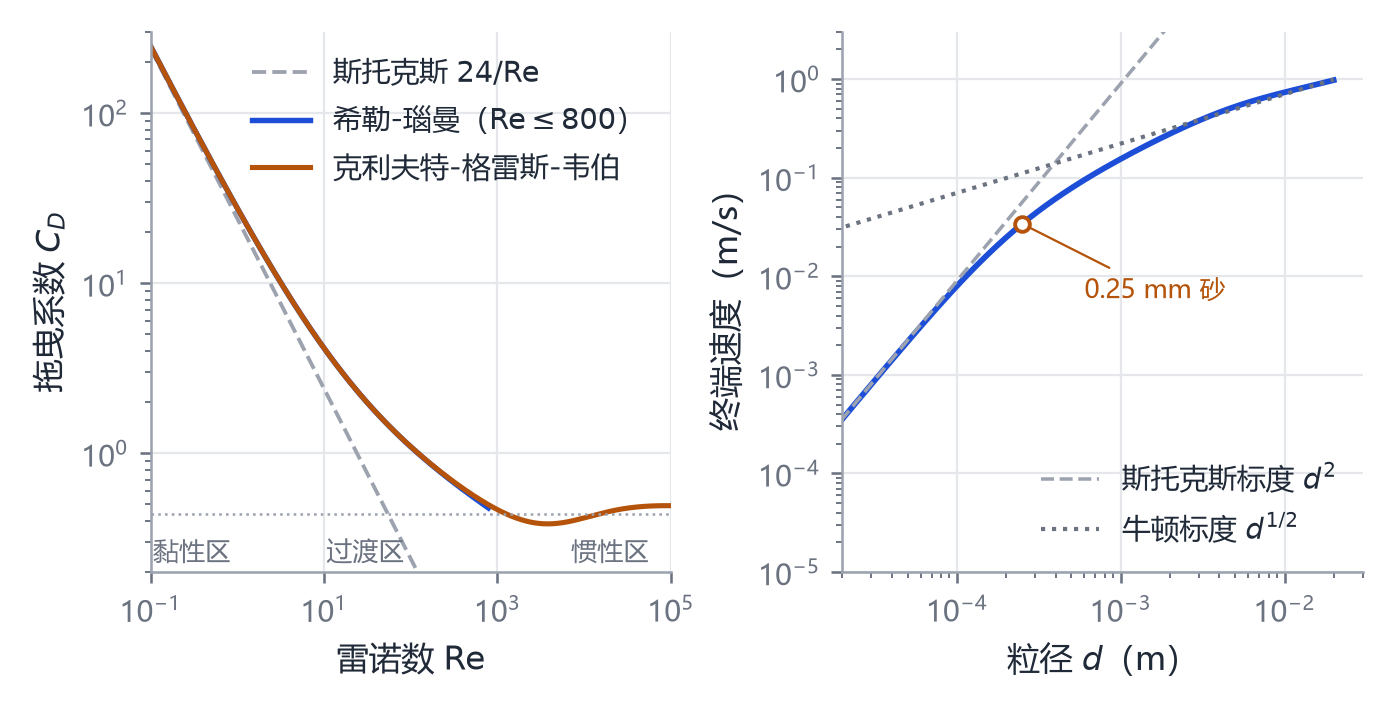 斯托克斯 24/Re
希勒-瑙曼（Re ≤ 800）
克利夫特-格雷斯-韦伯
10²
10¹
10⁰
拖曳系数 C_D
黏性区
过渡区
惯性区
10⁻¹
10¹
10³
10⁵
雷诺数 Re
10⁰
10⁻¹
10⁻²
10⁻³
10⁻⁴
10⁻⁵
终端速度（m/s）
0.25 mm 砂
斯托克斯标度 d²
牛顿标度 d^{1/2}
10⁻⁴
10⁻³
10⁻²
粒径 d（m）